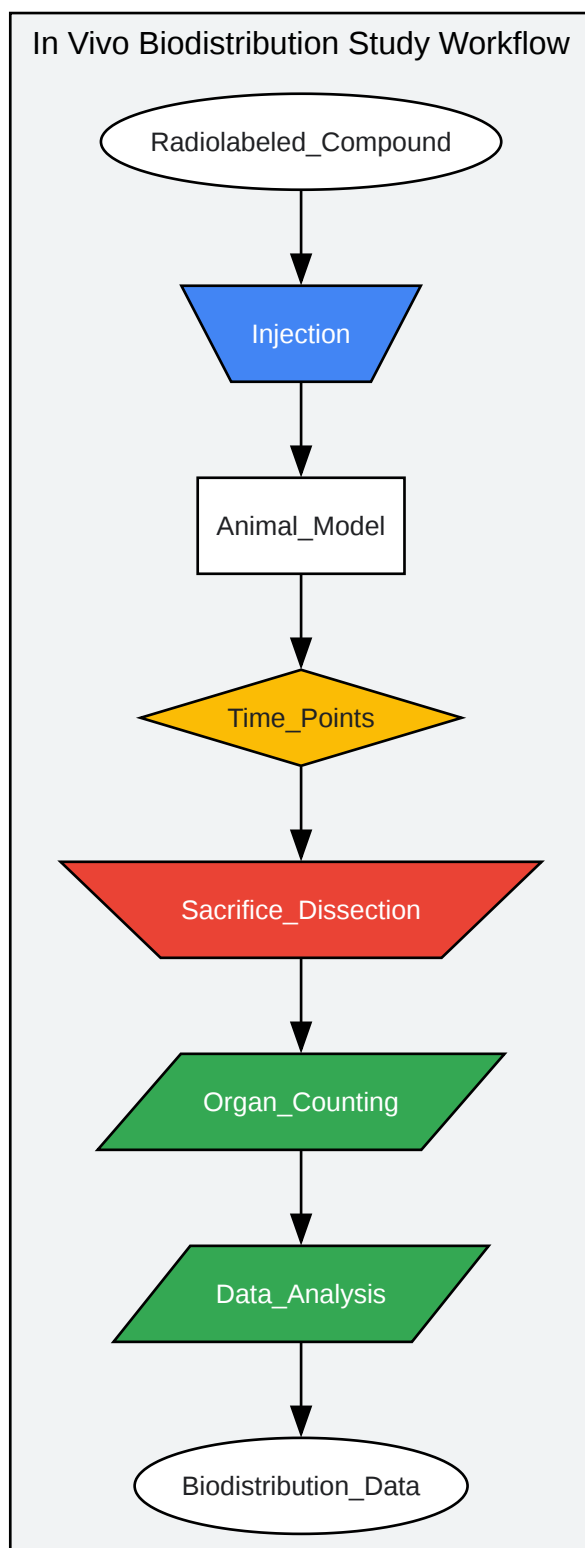 In Vivo Biodistribution Study Workflow
Radiolabeled_Compound
Injection
Animal_Model
Time_Points
Sacrifice_Dissection
Organ_Counting
Data_Analysis
Biodistribution_Data